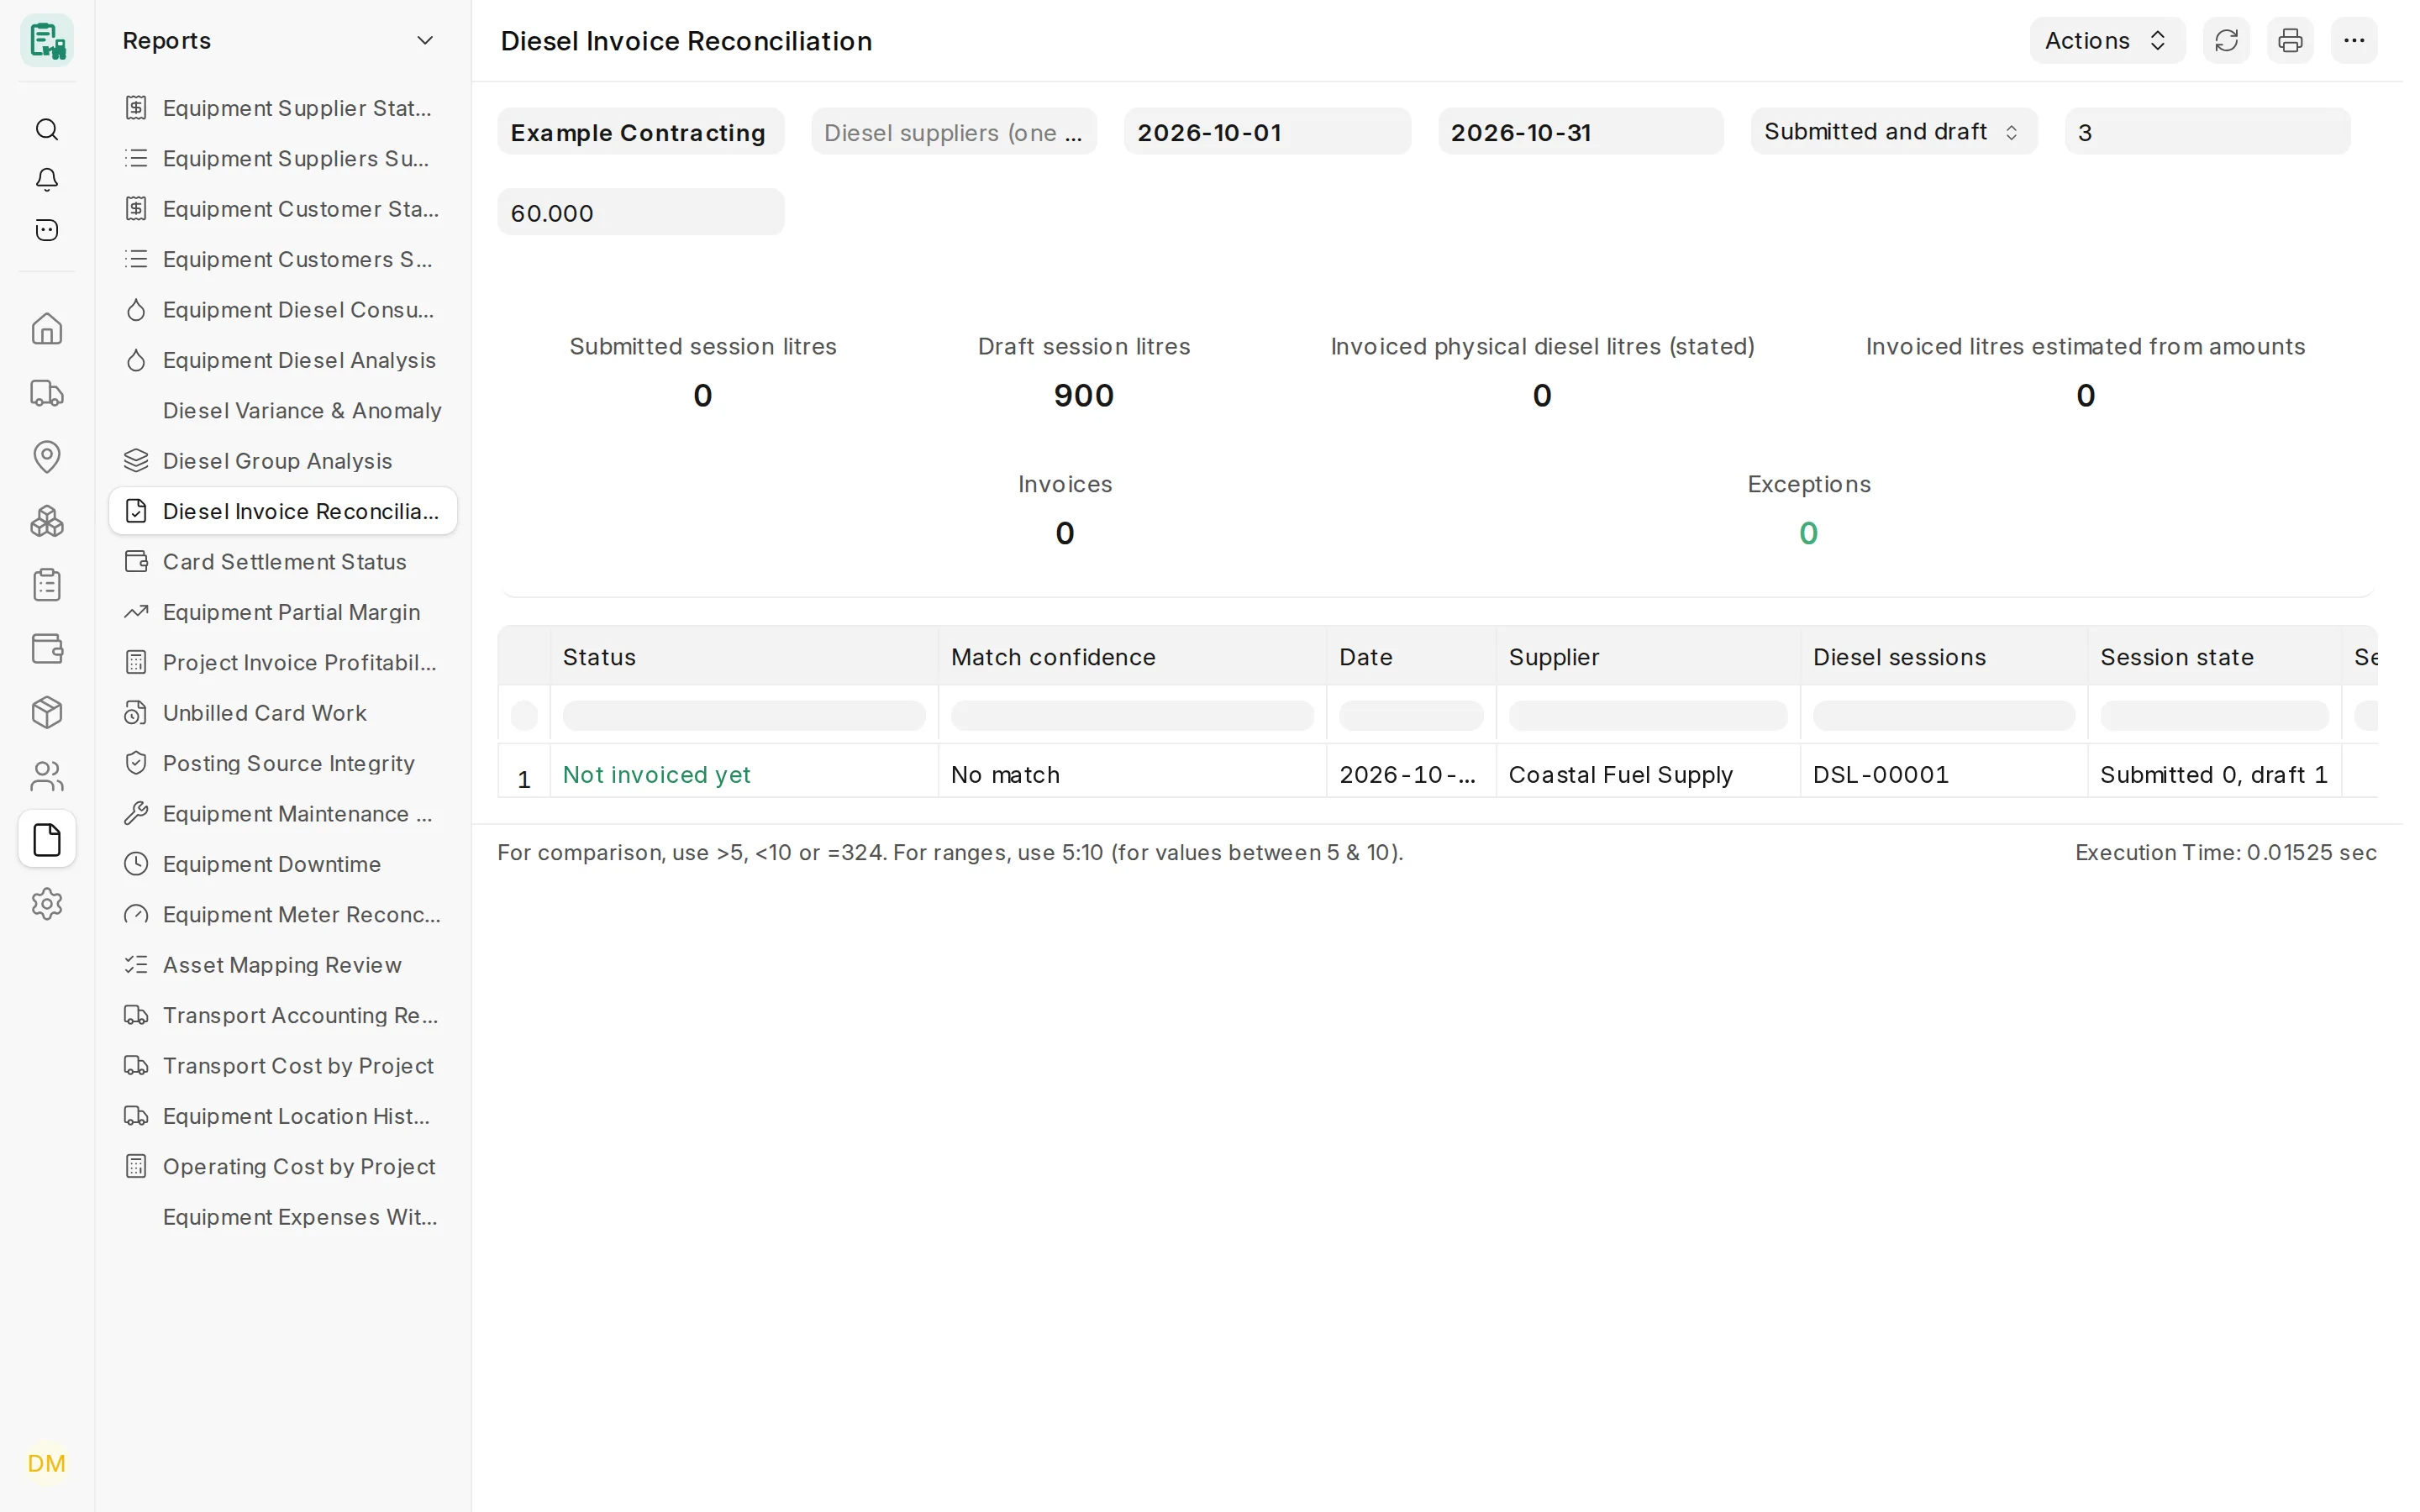 Reports
Equipment Supplier Stat...
Equipment Suppliers Su...
Equipment Customer Sta...
Equipment Customers S...
Equipment Diesel Consu...
Equipment Diesel Analysis
Diesel Variance & Anomaly
Diesel Group Analysis
Diesel Invoice Reconcilia...
Card Settlement Status
Equipment Partial Margin
Project Invoice Profitabil...
Unbilled Card Work
Posting Source Integrity
Equipment Maintenance ...
Equipment Downtime
Equipment Meter Reconc...
Asset Mapping Review
Transport Accounting Re...
Transport Cost by Project
Equipment Location Hist...
Operating Cost by Project
Equipment Expenses Wit...
DM
Diesel Invoice Reconciliation
Actions
Example Contracting
Diesel suppliers (one ...
2026-10-01
2026-10-31
Submitted and draft
3
60.000
Submitted session litres
0
Draft session litres
900
Invoiced physical diesel litres (stated)
0
Invoiced litres estimated from amounts
0
Invoices
0
Exceptions
0
Status Match confidence Date Supplier Diesel sessions Session state Se
1 Not invoiced yet No match 2026-10-... Coastal Fuel Supply DSL-00001 Submitted 0, draft 1
For comparison, use >5, <10 or =324. For ranges, use 5:10 (for values between 5 & 10).
Execution Time: 0.01525 sec